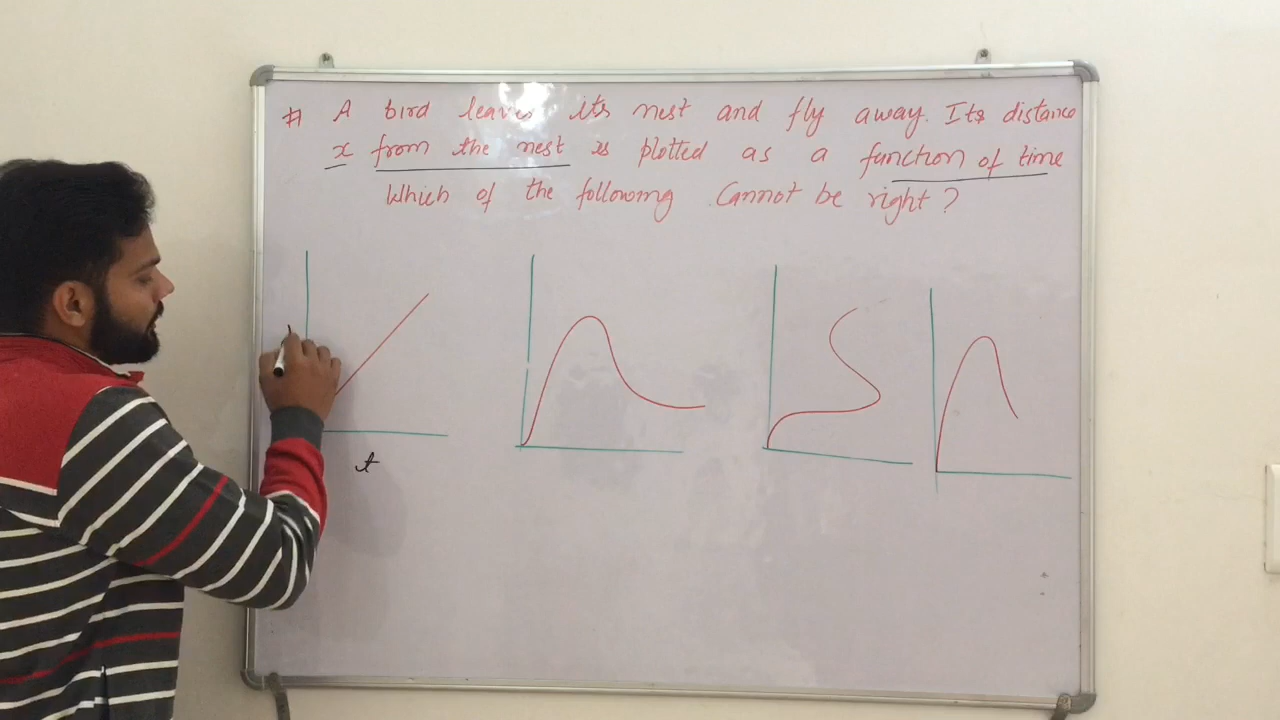 # A bird leaves its nest and fly away. Its distance
x from the nest is plotted as a function of time
Which of the following Cannot be right?
t